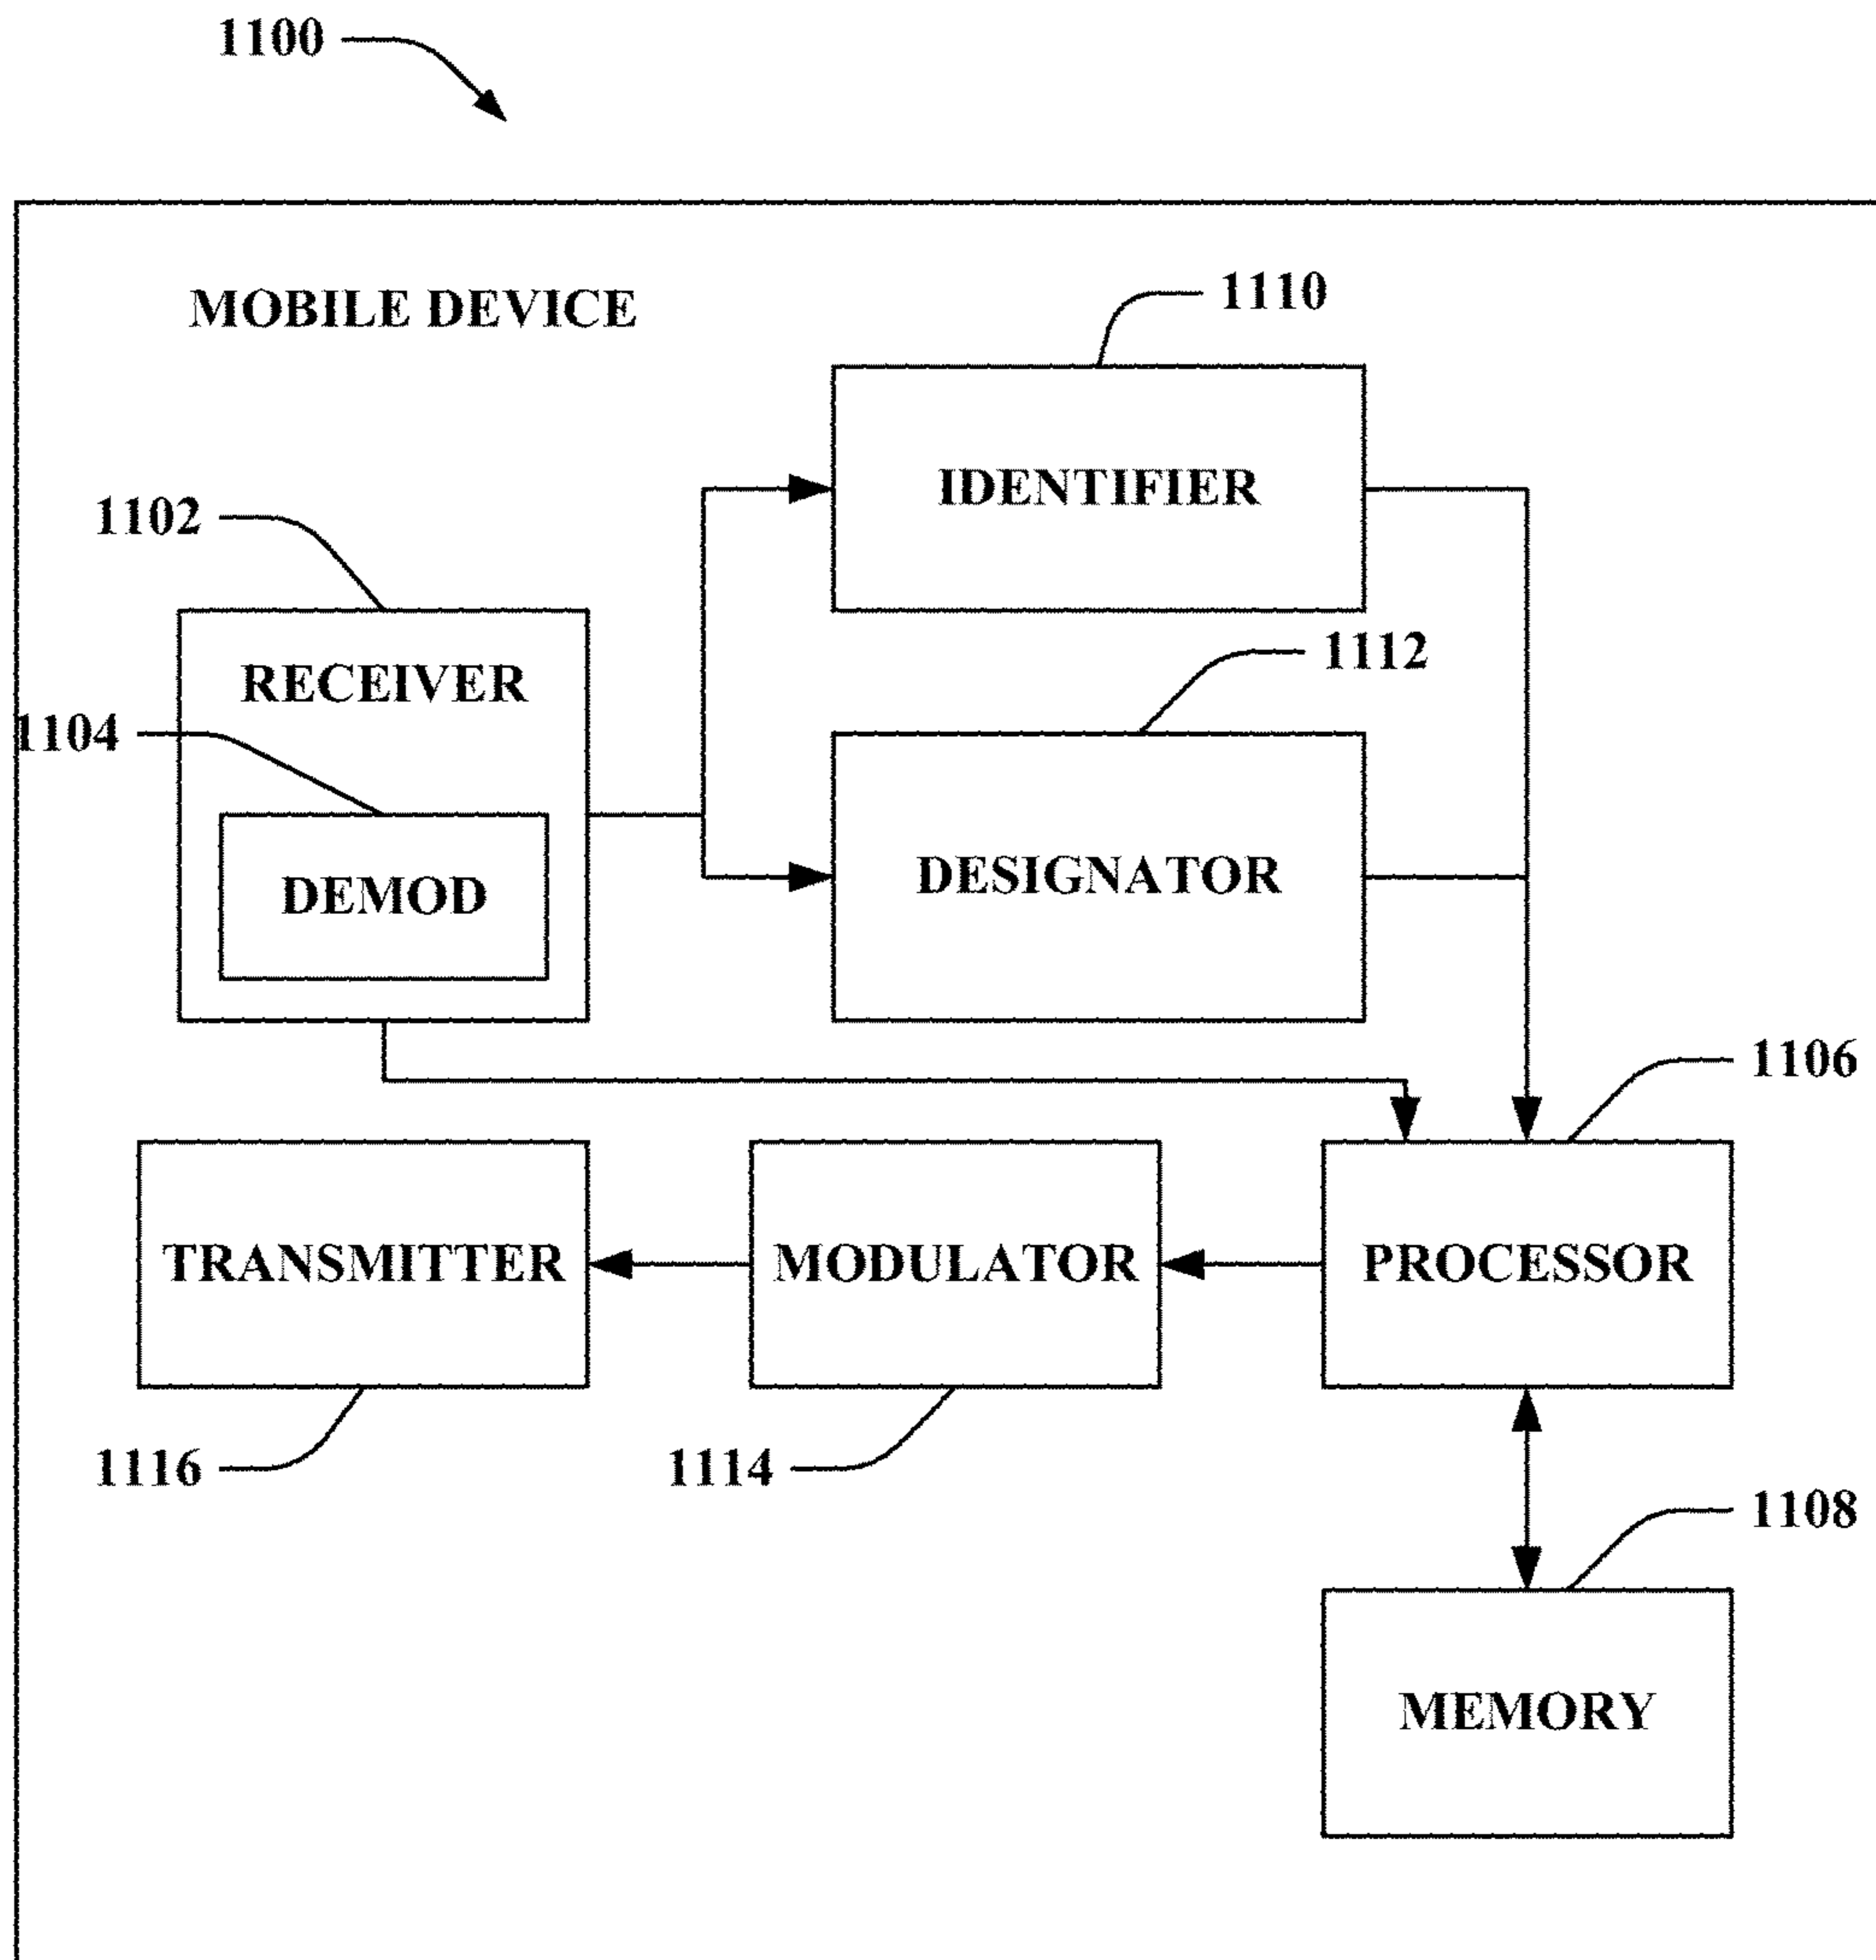 1100
MOBILE DEVICE
1110
IDENTIFIER
1102
RECEIVER
1112
1104
DEMOD
DESIGNATOR
1106
TRANSMITTER
MODULATOR
PROCESSOR
1116
1114
1108
MEMORY